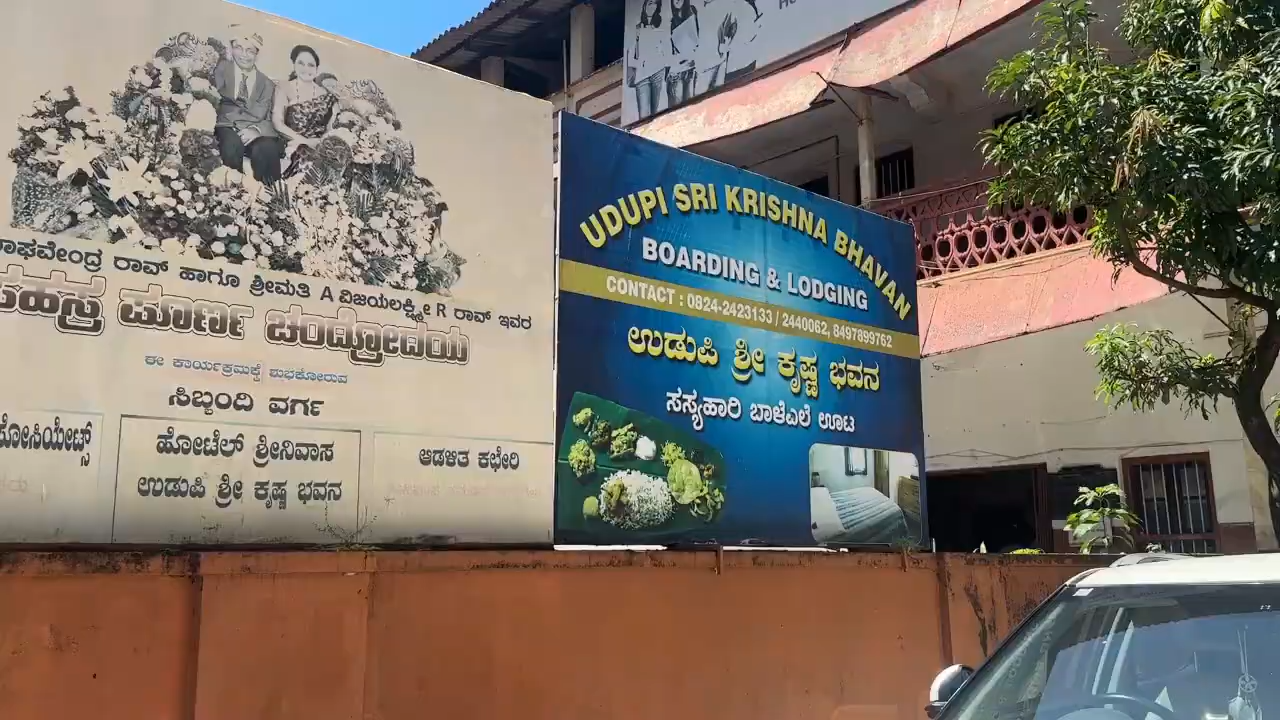 ರಾಘವೇಂದ್ರ ರಾವ್ ಹಾಗೂ ಶ್ರೀಮತಿ A ವಿಜಯಲಕ್ಷ್ಮೀ R ರಾವ್ ಇವರ
ಸಹಸ್ರ ಪೂರ್ಣ ಚಂದ್ರೋದಯ
ಈ ಕಾರ್ಯಕ್ರಮಕ್ಕೆ ಶುಭಕೋರುವ
ಸಿಬ್ಬಂದಿ ವರ್ಗ
ಹೋಟೆಲ್ ಶ್ರೀನಿವಾಸ
ಉಡುಪಿ ಶ್ರೀ ಕೃಷ್ಣ ಭವನ
ಆಡಳಿತ ಕಛೇರಿ
UDUPI SRI KRISHNA BHAVAN
BOARDING & LODGING
CONTACT : 0824-2423133 / 2440062, 8497899762
ಉಡುಪಿ ಶ್ರೀ ಕೃಷ್ಣ ಭವನ
ಸಸ್ಯಹಾರಿ ಬಾಳೆಎಲೆ ಊಟ